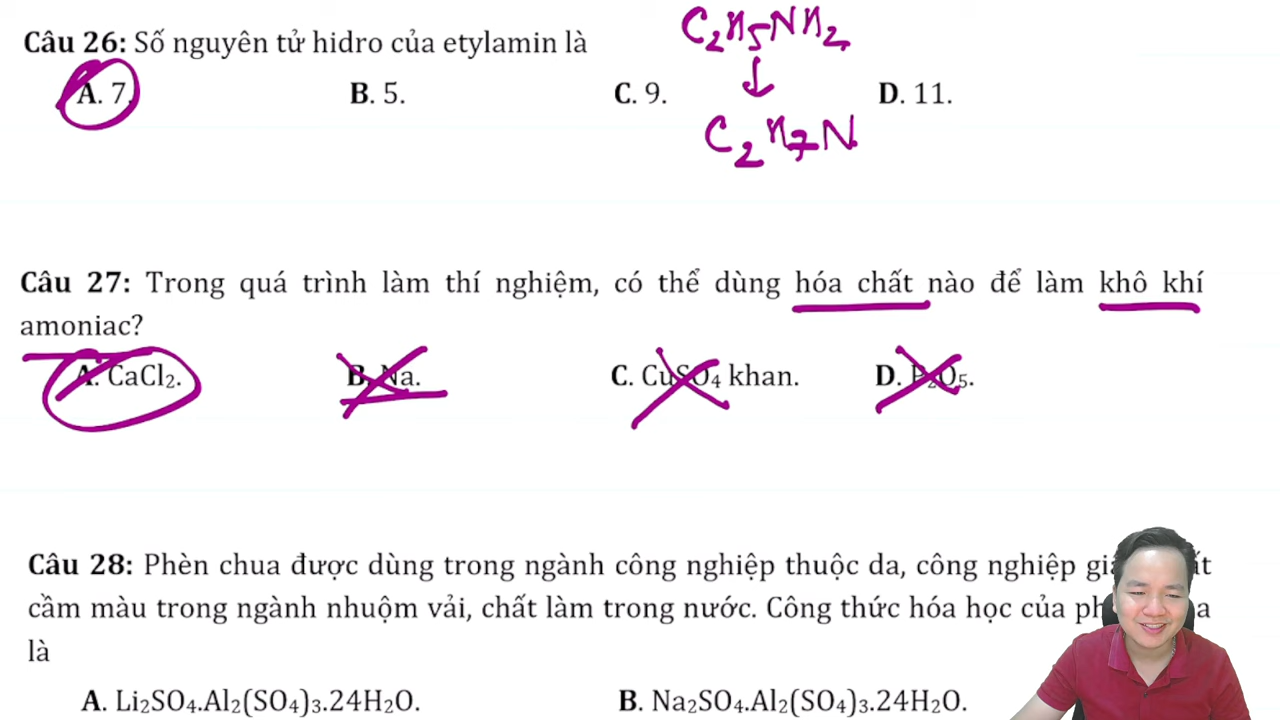 Câu 26: Số nguyên tử hidro của etylamin là
C₂H₅NH₂
A. 7. B. 5. C. 9. D. 11.
C₂H₇N
Câu 27: Trong quá trình làm thí nghiệm, có thể dùng hóa chất nào để làm khô khí
amoniac?
A. CaCl₂. B. Na. C. CuSO₄ khan. D. P₂O₅.
Câu 28: Phèn chua được dùng trong ngành công nghiệp thuộc da, công nghiệp
cầm màu trong ngành nhuộm vải, chất làm trong nước. Công thức hóa học của
là
A. Li₂SO₄.Al₂(SO₄)₃.24H₂O. B. Na₂SO₄.Al₂(SO₄)₃.24H₂O.